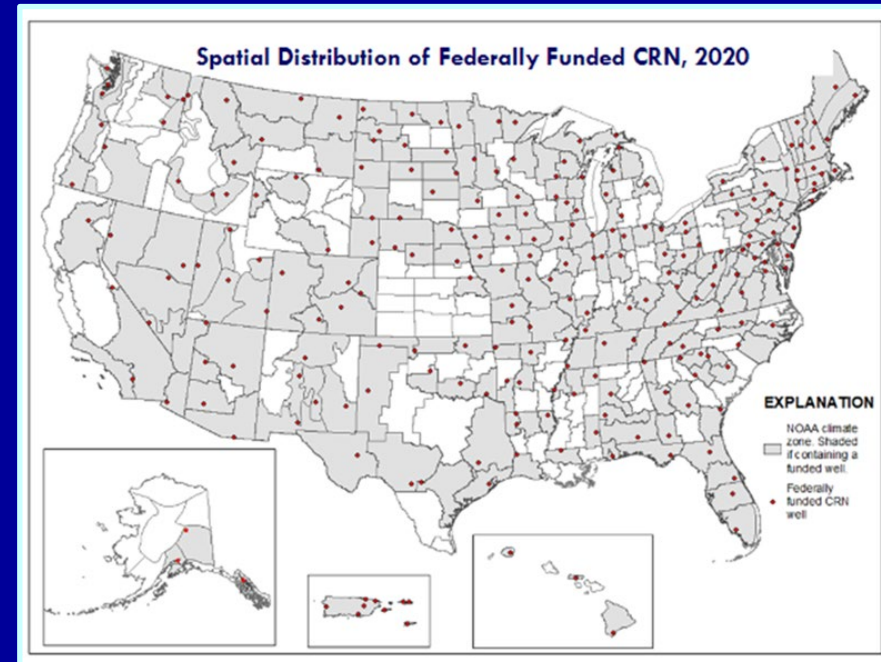 Spatial Distribution of Federally Funded CRN, 2020
EXPLANATION
NOAA climate
zone. Shaded
if containing a
funded well.
Federally
funded CRN
well